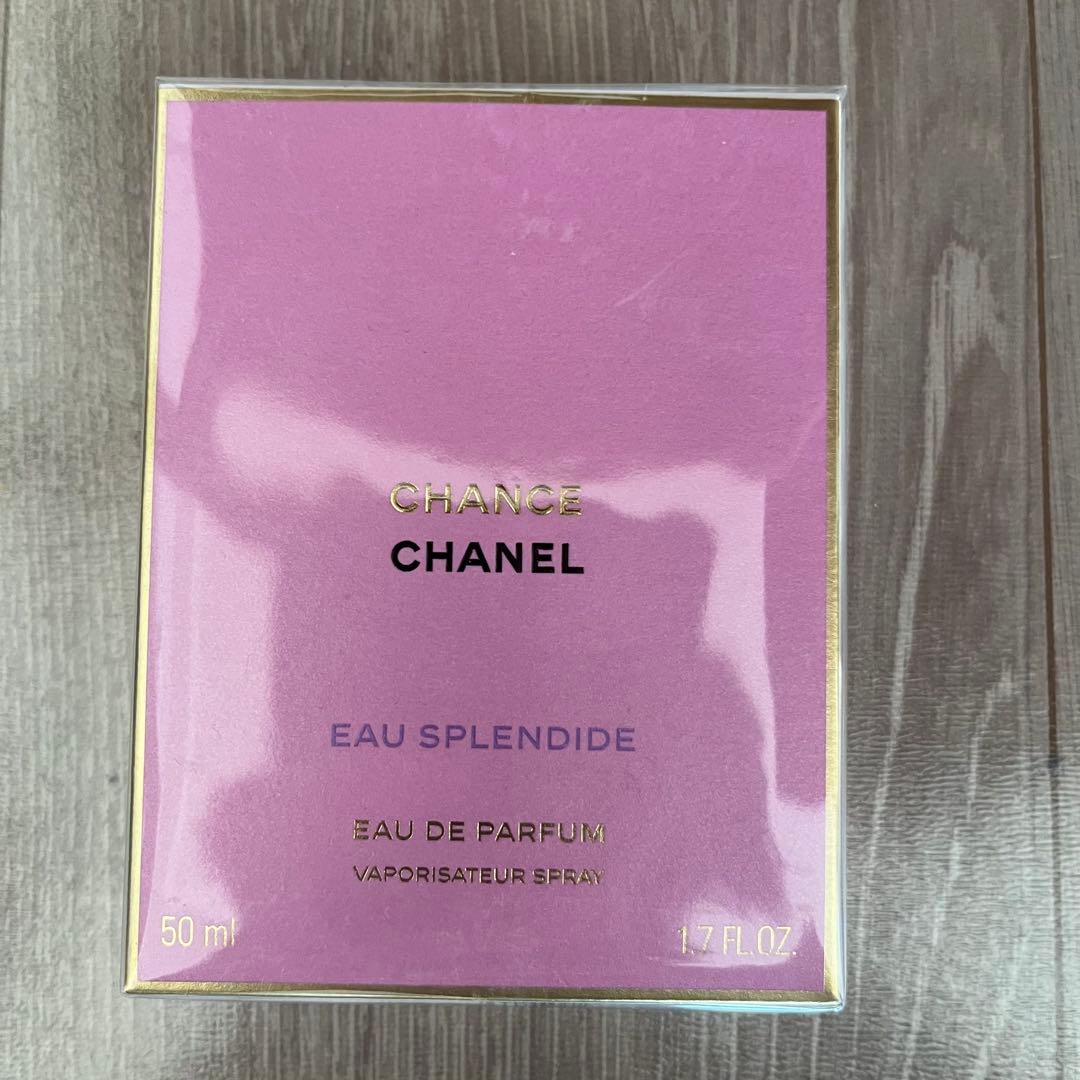 CHANCE
CHANEL
EAU SPLENDIDE
EAU DE PARFUM
VAPORISATEUR SPRAY
50 ml
1.7 FL.OZ.